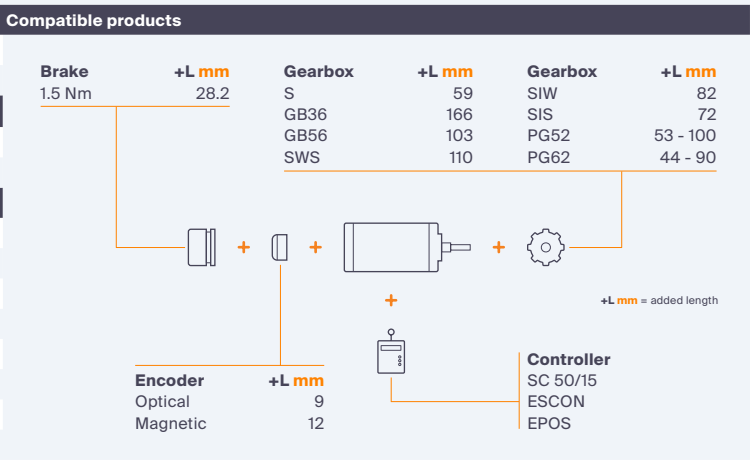 Compatible products
Brake +L mm
1.5 Nm 28.2
Gearbox +L mm
S 59
GB36 166
GB56 103
SWS 110
Gearbox +L mm
SIW 82
SIS 72
PG52 53 - 100
PG62 44 - 90
+L mm = added length
Encoder +L mm
Optical 9
Magnetic 12
Controller
SC 50/15
ESCON
EPOS